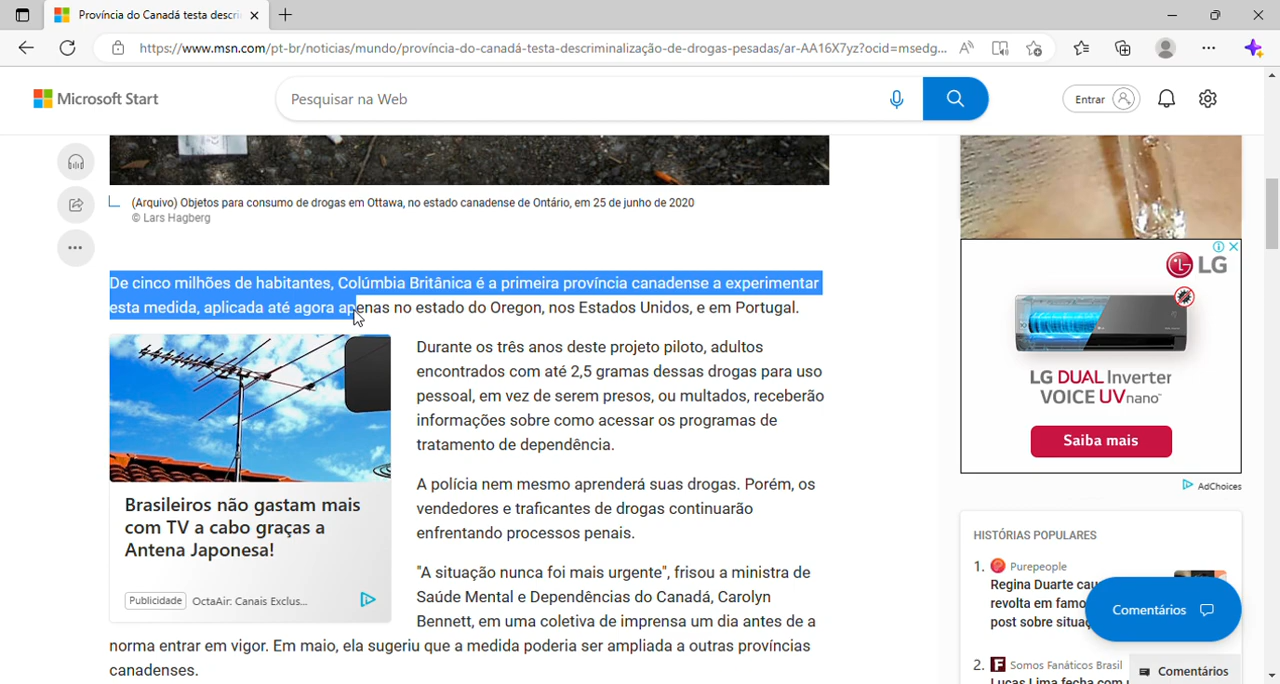 Província do Canadá testa descri
https://www.msn.com/pt-br/noticias/mundo/província-do-canadá-testa-descriminalização-de-drogas-pesadas/ar-AA16X7yz?ocid=msedg...
Microsoft Start
Pesquisar na Web
Entrar
(Arquivo) Objetos para consumo de drogas em Ottawa, no estado canadense de Ontário, em 25 de junho de 2020
© Lars Hagberg
De cinco milhões de habitantes, Colúmbia Britânica é a primeira província canadense a experimentar
esta medida, aplicada até agora apenas no estado do Oregon, nos Estados Unidos, e em Portugal.
Durante os três anos deste projeto piloto, adultos
encontrados com até 2,5 gramas dessas drogas para uso
pessoal, em vez de serem presos, ou multados, receberão
informações sobre como acessar os programas de
tratamento de dependência.
A polícia nem mesmo aprenderá suas drogas. Porém, os
vendedores e traficantes de drogas continuarão
enfrentando processos penais.
"A situação nunca foi mais urgente", frisou a ministra de
Saúde Mental e Dependências do Canadá, Carolyn
Bennett, em uma coletiva de imprensa um dia antes de a
norma entrar em vigor. Em maio, ela sugeriu que a medida poderia ser ampliada a outras províncias
canadenses.
Brasileiros não gastam mais
com TV a cabo graças a
Antena Japonesa!
Publicidade OctaAir: Canais Exclus...
LG
LG DUAL Inverter
VOICE UVnano™
Saiba mais
AdChoices
HISTÓRIAS POPULARES
1. Purepeople
Regina Duarte cau
revolta em famo
post sobre situaç
Comentários
2. F Somos Fanáticos Brasil
Lucas Lima fecha com
Comentários